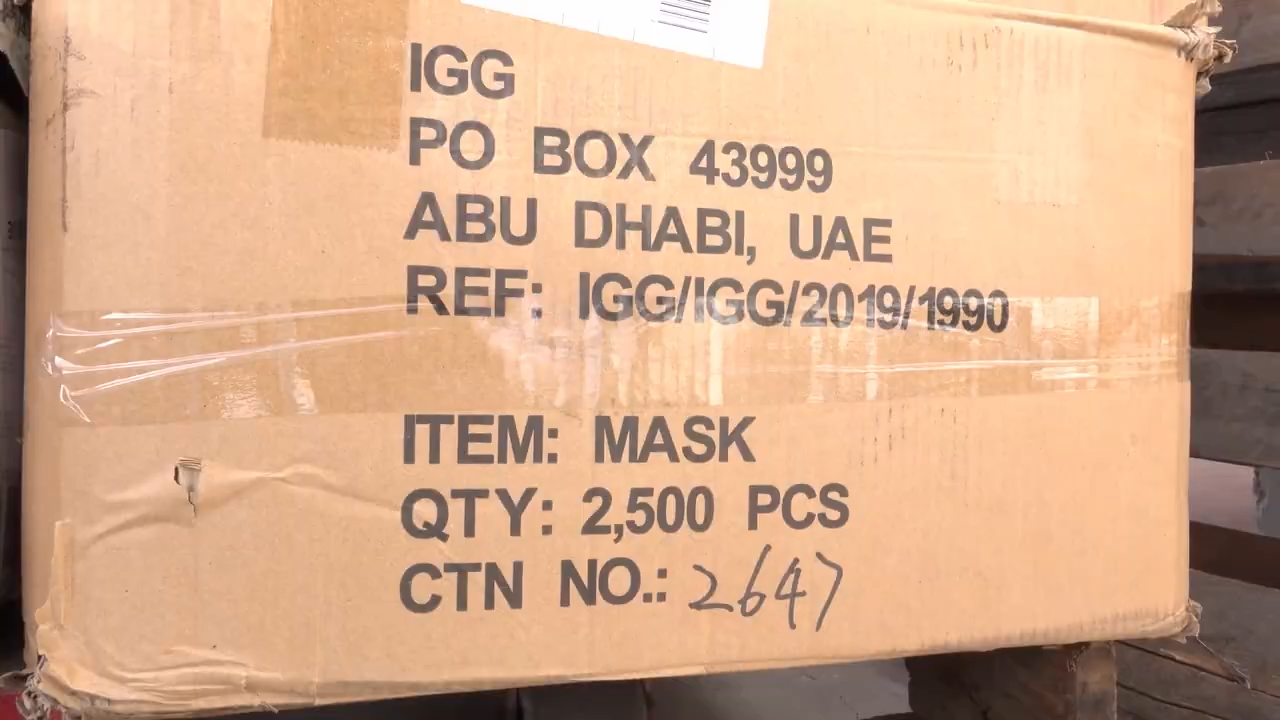 IGG
PO BOX 43999
ABU DHABI, UAE
REF: IGG/IGG/2019/1990
ITEM: MASK
QTY: 2,500 PCS
CTN NO.: 2647